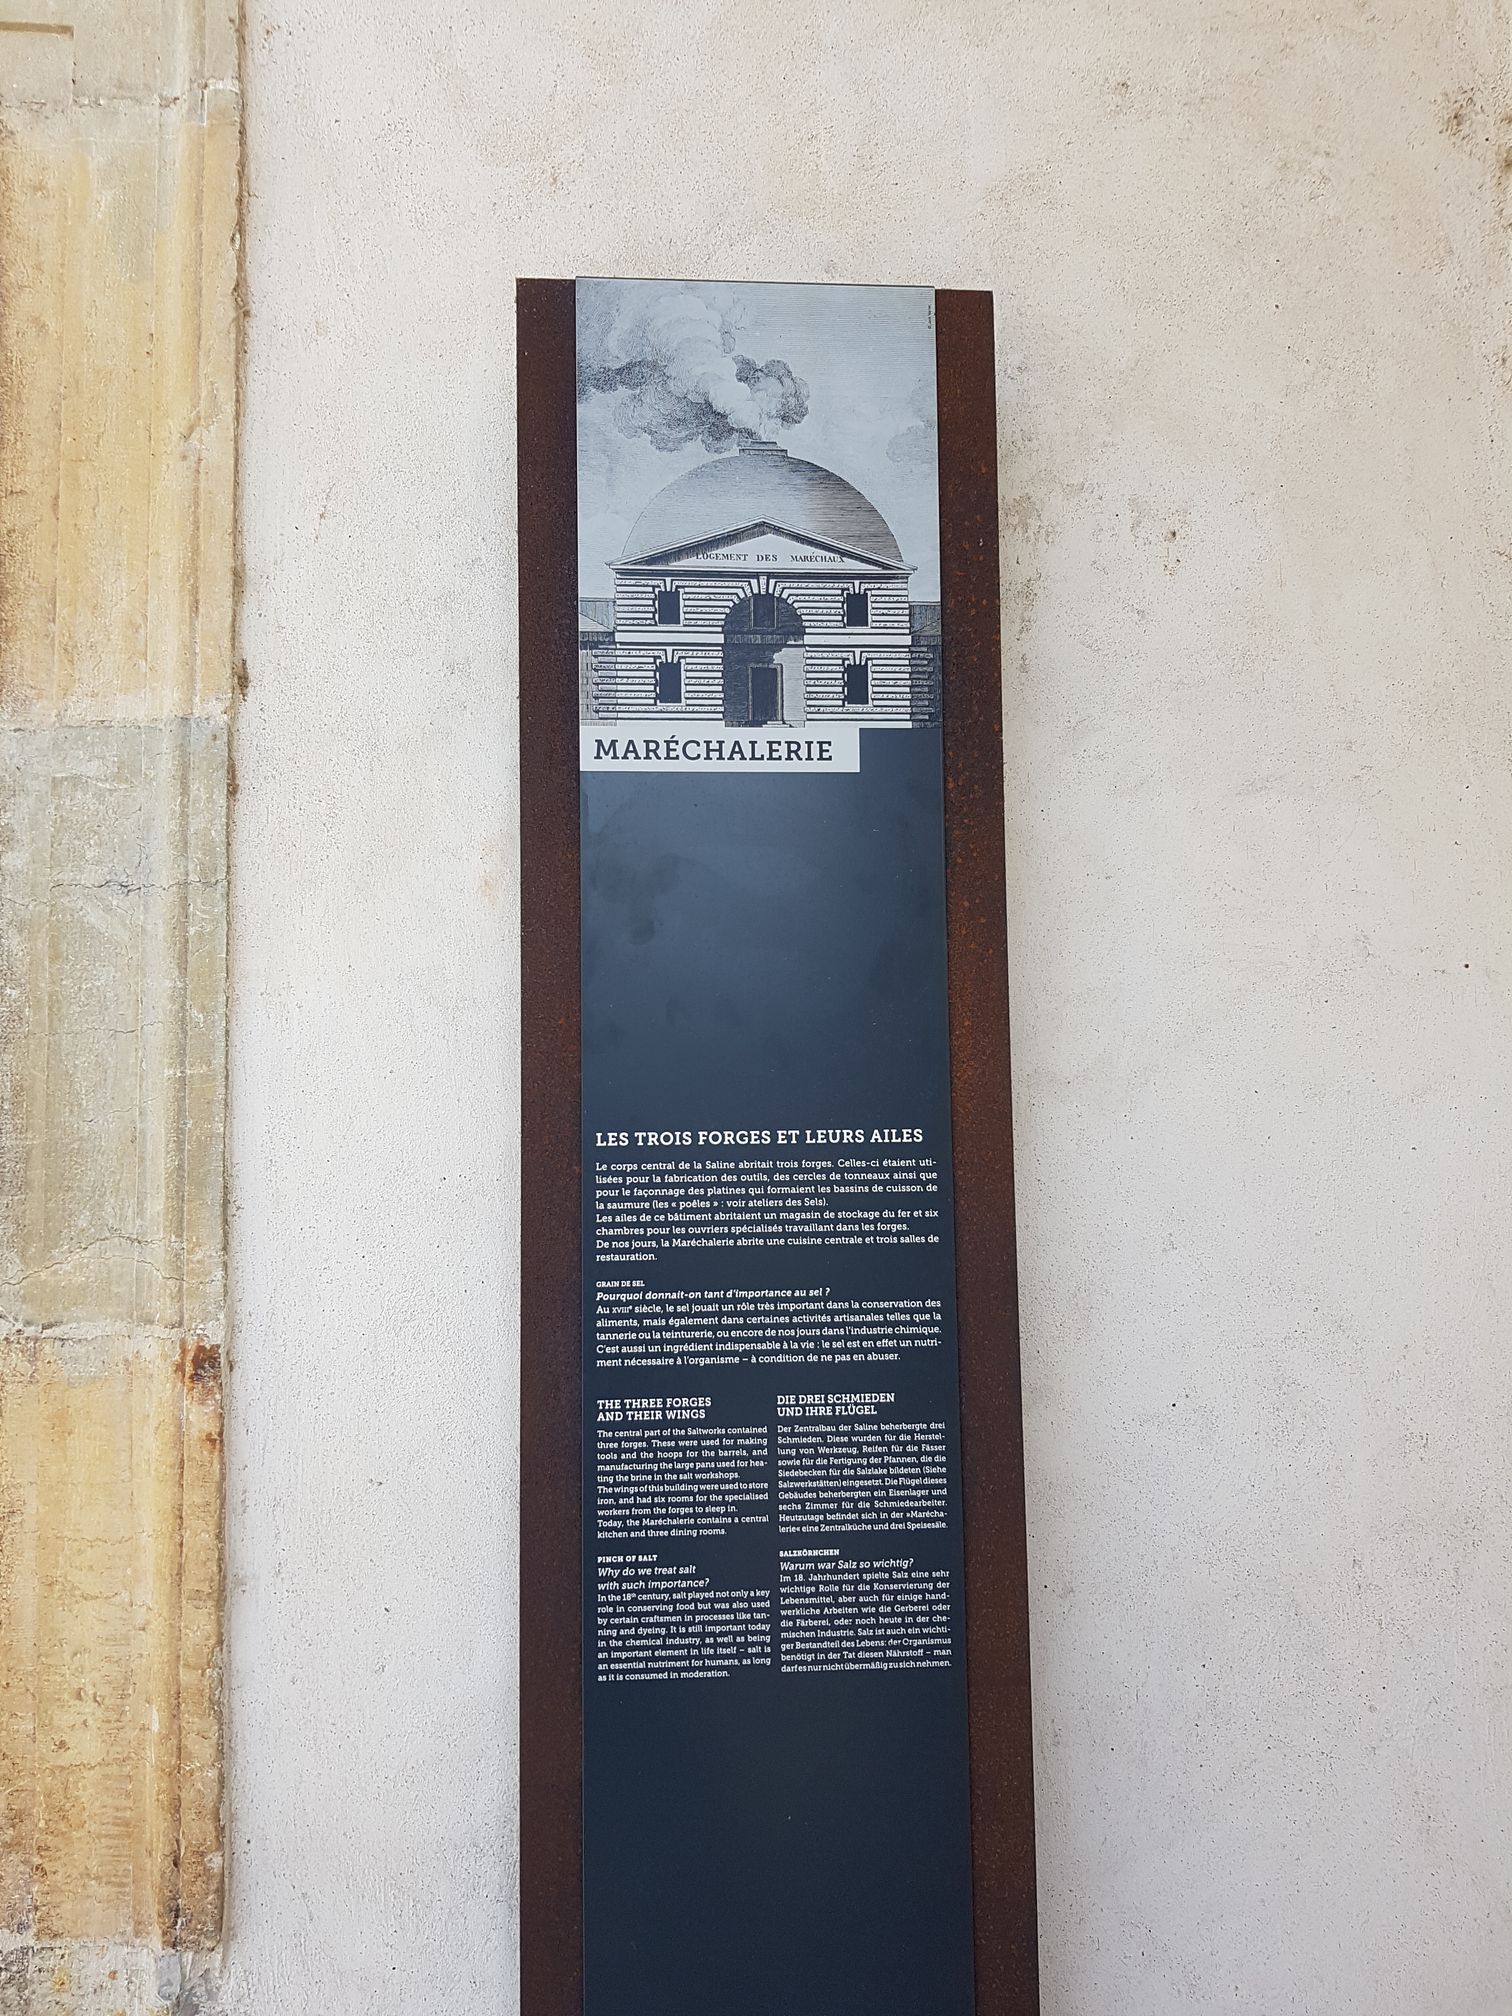 LOGEMENT DES MARÉCHAUX
MARÉCHALERIE
LES TROIS FORGES ET LEURS AILES
Le corps central de la Saline abritait trois forges. Celles-ci étaient uti-
lisées pour la fabrication des outils, des cercles de tonneaux ainsi que
pour le façonnage des platines qui formaient les bassins de cuisson de
la saumure (les « poêles » : voir ateliers des Sels).
Les ailes de ce bâtiment abritaient un magasin de stockage du fer et six
chambres pour les ouvriers spécialisés travaillant dans les forges.
De nos jours, la Maréchalerie abrite une cuisine centrale et trois salles de
restauration.
GRAIN DE SEL
Pourquoi donnait-on tant d'importance au sel ?
Au XVIIIe siècle, le sel jouait un rôle très important dans la conservation des
aliments, mais également dans certaines activités artisanales telles que la
tannerie ou la teinturerie, ou encore de nos jours dans l'industrie chimique.
C'est aussi un ingrédient indispensable à la vie : le sel est en effet un nutri-
ment nécessaire à l'organisme – à condition de ne pas en abuser.
THE THREE FORGES
AND THEIR WINGS
The central part of the Saltworks contained
three forges. These were used for making
tools and the hoops for the barrels, and
manufacturing the large pans used for hea-
ting the brine in the salt workshops.
The wings of this building were used to store
iron, and had six rooms for the specialised
workers from the forges to sleep in.
Today, the Maréchalerie contains a central
kitchen and three dining rooms.
PINCH OF SALT
Why do we treat salt
with such importance?
In the 18th century, salt played not only a key
role in conserving food but was also used
by certain craftsmen in processes like tan-
ning and dyeing. It is still important today
in the chemical industry, as well as being
an important element in life itself – salt is
an essential nutriment for humans, as long
as it is consumed in moderation.
DIE DREI SCHMIEDEN
UND IHRE FLÜGEL
Der Zentralbau der Saline beherbergte drei
Schmieden. Diese wurden für die Herstel-
lung von Werkzeug, Reifen für die Fässer
sowie für die Fertigung der Pfannen, die die
Siedebecken für die Salzlake bildeten (Siehe
Salzwerkstätten) eingesetzt. Die Flügel dieses
Gebäudes beherbergten ein Eisenlager und
sechs Zimmer für die Schmiedearbeiter.
Heutzutage befindet sich in der »Marécha-
lerie« eine Zentralküche und drei Speisesäle.
SALZKÖRNCHEN
Warum war Salz so wichtig?
Im 18. Jahrhundert spielte Salz eine sehr
wichtige Rolle für die Konservierung der
Lebensmittel, aber auch für einige hand-
werkliche Arbeiten wie die Gerberei oder
die Färberei, oder noch heute in der che-
mischen Industrie. Salz ist auch ein wichti-
ger Bestandteil des Lebens: der Organismus
benötigt in der Tat diesen Nährstoff – man
darf es nur nicht übermäßig zu sich nehmen.